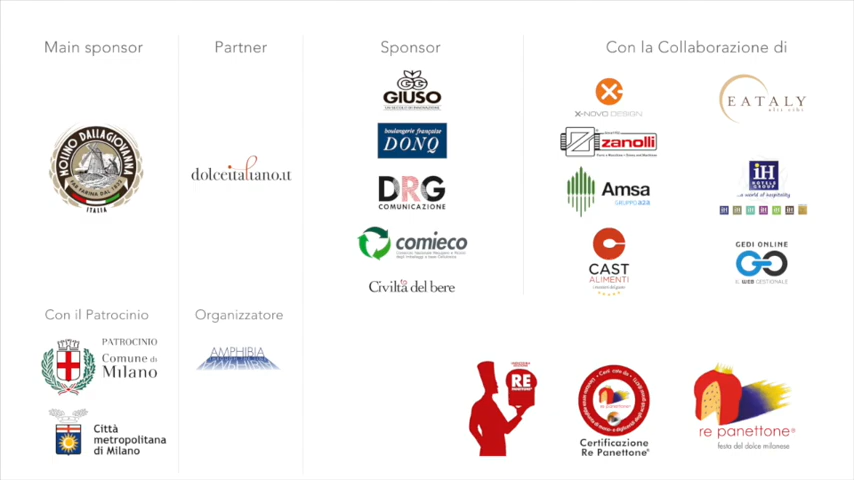 Main sponsor
MOLINO DALLAGIOVANNA
ITALIA
Partner
dolceitaliano.it
Sponsor
GIUSO
boulangerie française
DONQ
DRG
COMUNICAZIONE
comieco
Civiltà del bere
Con la Collaborazione di
X-NOVO DESIGN
zanolli
Amsa
GRUPPO a2a
CAST
ALIMENTI
EATALY
iH
HOTELS
GROUP
...a world of hospitality
GEDI ONLINE
IL WEB GESTIONALE
Con il Patrocinio
PATROCINIO
Comune di
Milano
Città
metropolitana
di Milano
Organizzatore
AMPHIBIA
RE
Certificazione
Re Panettone®
re panettone®
festa del dolce milanese